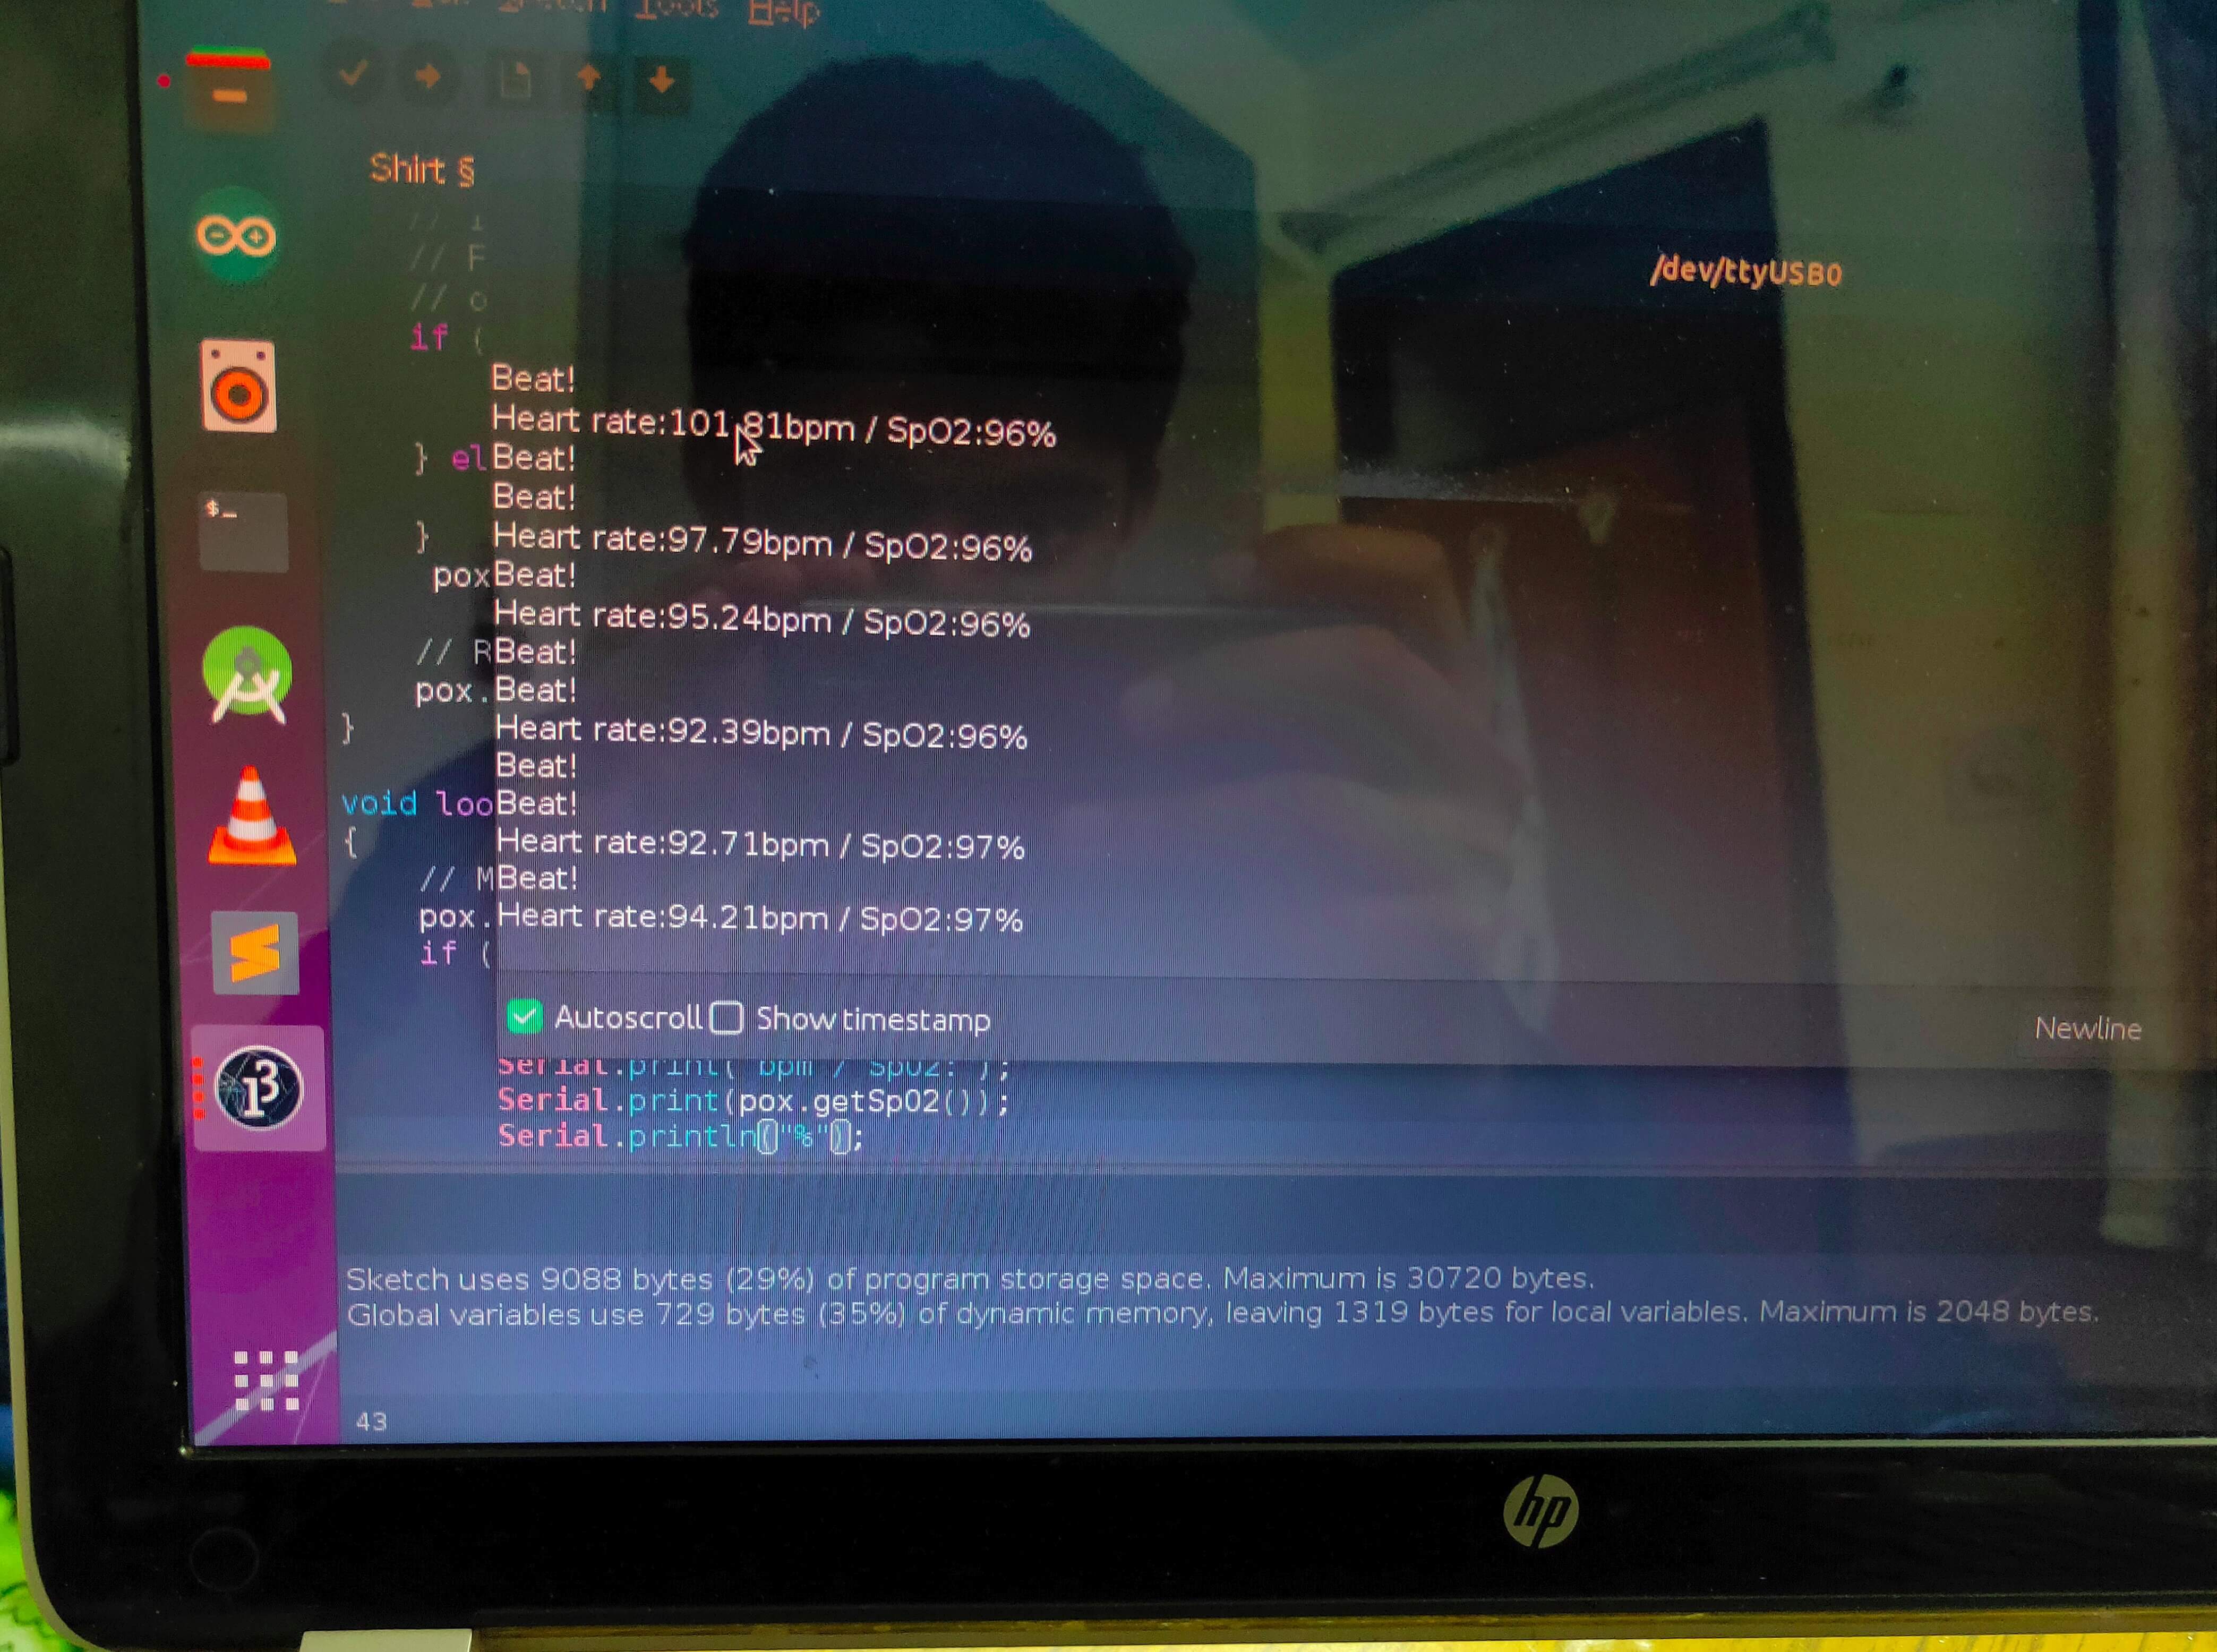 Tools Help
Shirt §
//
// F
// o
if (
/dev/ttyUSB0
Beat!
Heart rate:101.81bpm / SpO2:96%
} el
Beat!
Beat!
}
Heart rate:97.79bpm / SpO2:96%
pox
Beat!
Heart rate:95.24bpm / SpO2:96%
// R
Beat!
pox.
Beat!
}
Heart rate:92.39bpm / SpO2:96%
Beat!
void loo
Beat!
{
Heart rate:92.71bpm / SpO2:97%
// M
Beat!
pox.
Heart rate:94.21bpm / SpO2:97%
if (
Autoscroll Show timestamp
Newline
Serial.print("bpm / SpO2:");
Serial.print(pox.getSpO2());
Serial.println("%");
Sketch uses 9088 bytes (29%) of program storage space. Maximum is 30720 bytes.
Global variables use 729 bytes (35%) of dynamic memory, leaving 1319 bytes for local variables. Maximum is 2048 bytes.
43
$_
13
hp